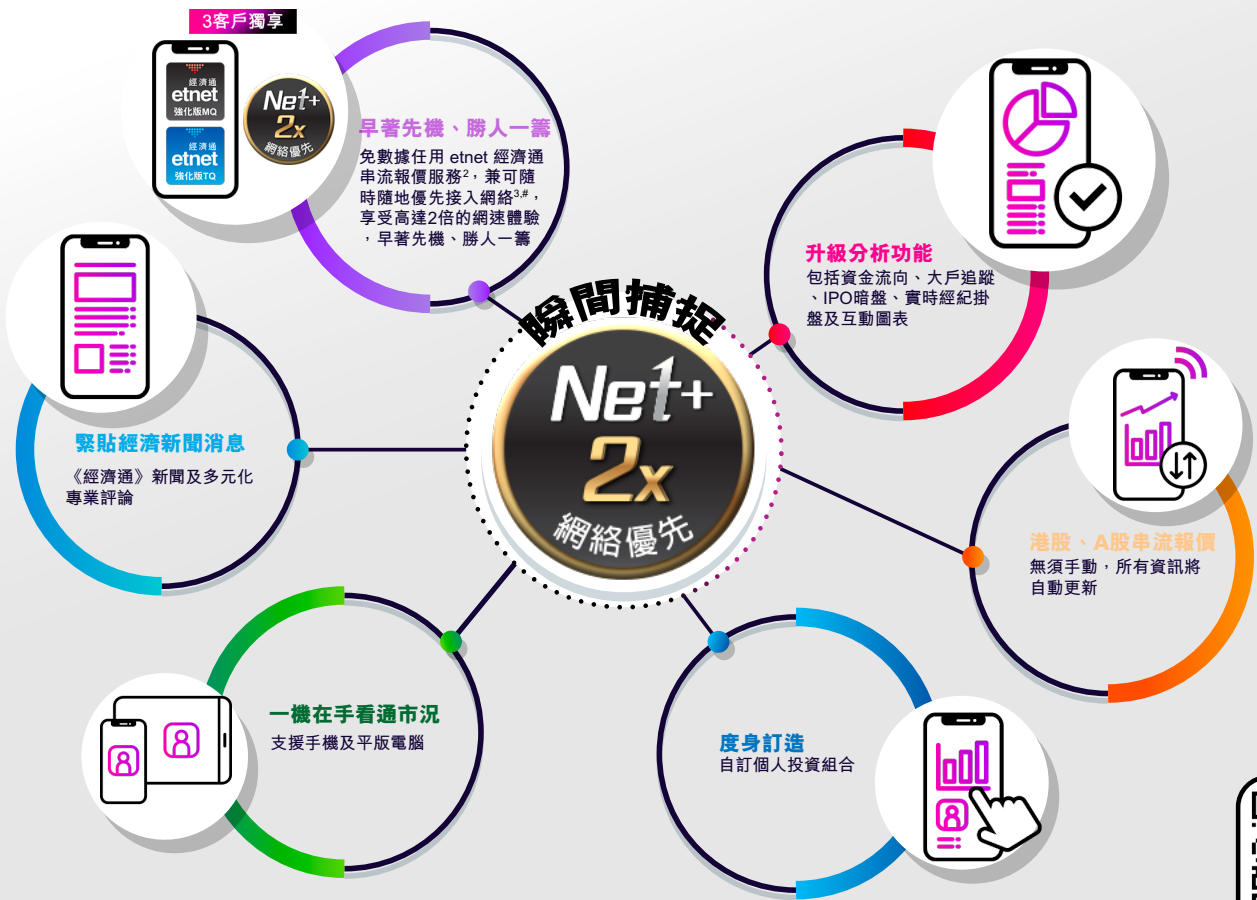 3客戶獨享
經濟通
etnet
強化版MQ
經濟通
etnet
強化版TQ
Net+
2x
網絡優先
早著先機、勝人一籌
免數據任用 etnet 經濟通
串流報價服務2，兼可隨
時隨地優先接入網絡3,#，
享受高達2倍的網速體驗
，早著先機、勝人一籌
升級分析功能
包括資金流向、大戶追蹤
、IPO暗盤、實時經紀掛
盤及互動圖表
瞬間捕捉
Net+
2x
網絡優先
緊貼經濟新聞消息
《經濟通》新聞及多元化
專業評論
港股、A股串流報價
無須手動，所有資訊將
自動更新
一機在手看通市況
支援手機及平版電腦
度身訂造
自訂個人投資組合